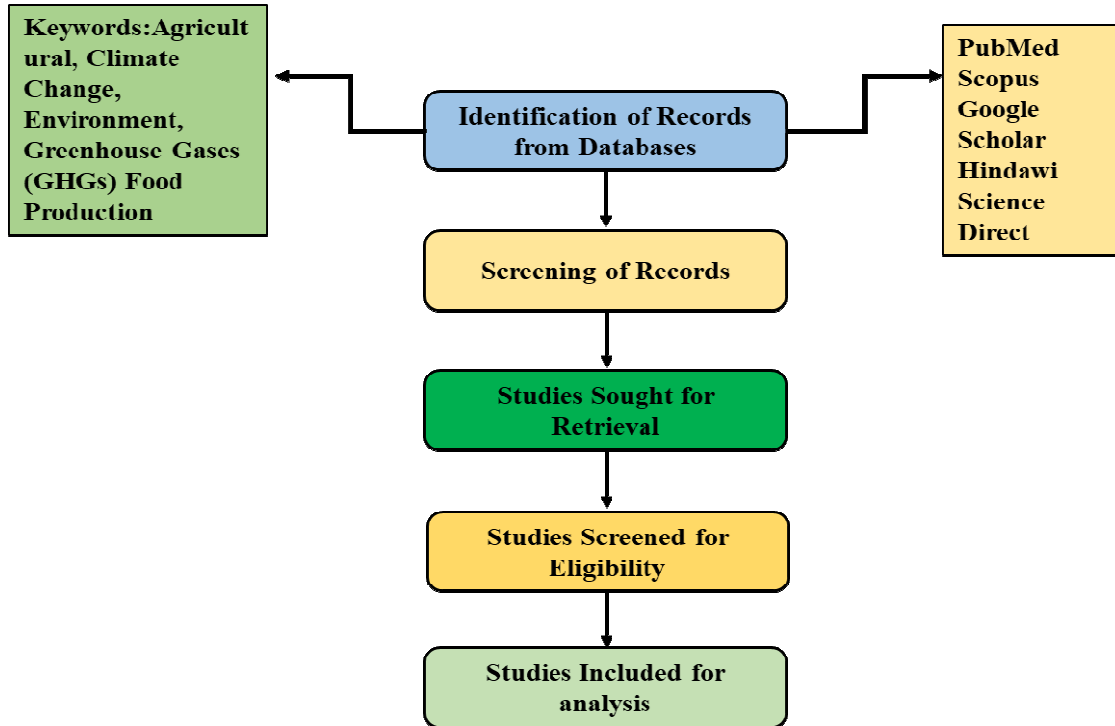 Keywords:Agricult
ural, Climate
Change,
Environment,
Greenhouse Gases
(GHGs) Food
Production
Identification of Records
from Databases
PubMed
Scopus
Google
Scholar
Hindawi
Science
Direct
Screening of Records
Studies Sought for
Retrieval
Studies Screened for
Eligibility
Studies Included for
analysis